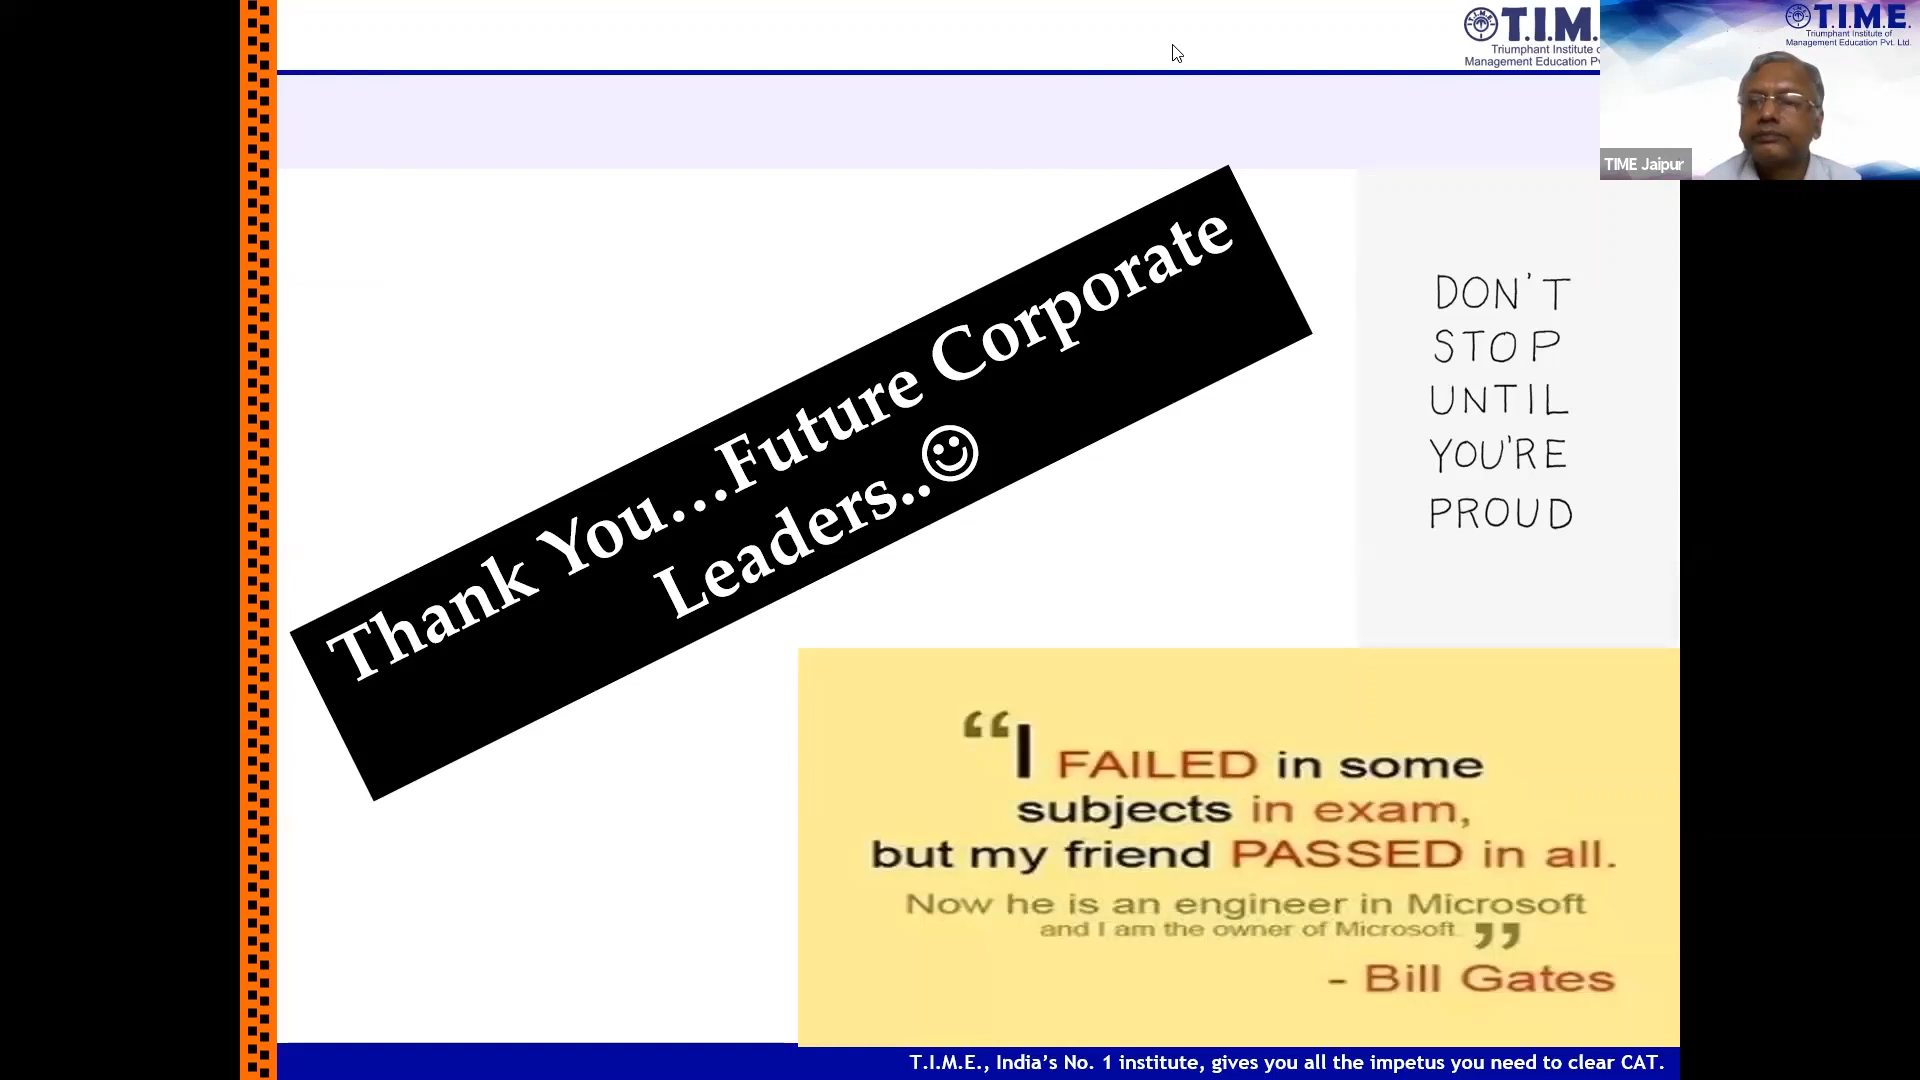 T.I.M.
Triumphant Institute
Management Education
T.I.M.E.
Triumphant Institute of
Management Education Pvt. Ltd.
TIME Jaipur
Thank You...Future Corporate
Leaders..☺
DON'T
STOP
UNTIL
YOU'RE
PROUD
“I FAILED in some
subjects in exam,
but my friend PASSED in all.
Now he is an engineer in Microsoft
and I am the owner of Microsoft. ”
- Bill Gates
T.I.M.E., India's No. 1 institute, gives you all the impetus you need to clear CAT.